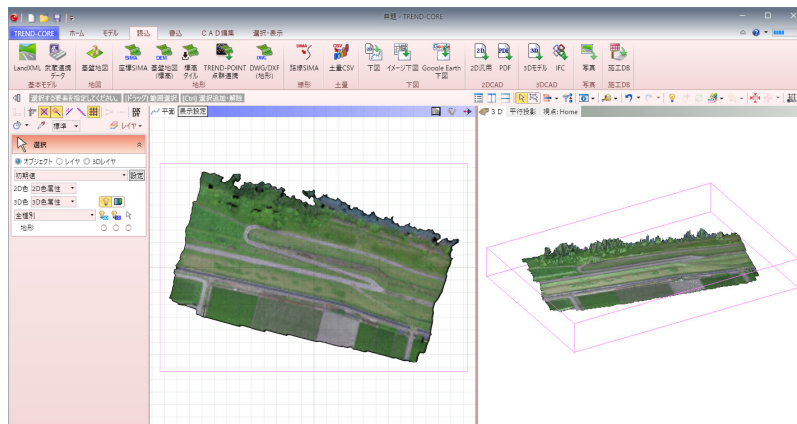 無題 - TREND-CORE
TREND-CORE ホーム モデル 読込 書込 CAD編集 選択・表示
LandXML 気蔵連携データ 基盤地図 座標SIMA 基盤地図(標高) 標高タイル TREND-POINT点群連携 DWG/DXF(地形) 路線SIMA 土量CSV 下図 イメージ下図 Google Earth下図 2D汎用 PDF 3Dモデル IFC 写真 施工DB
基本モデル 地図 地形 線形 土量 下図 2DCAD 3DCAD 写真 施工DB
選択する要素を指定してください。 [ドラッグ]範囲選択 [Ctrl]選択追加・解除
平面 表示設定
3 D 平行投影 視点:Home
標準 レイヤ
選択
オブジェクト レイヤ 3Dレイヤ
初期値 設定
2D色 2D色属性
3D色 3D色属性
全種別
地形